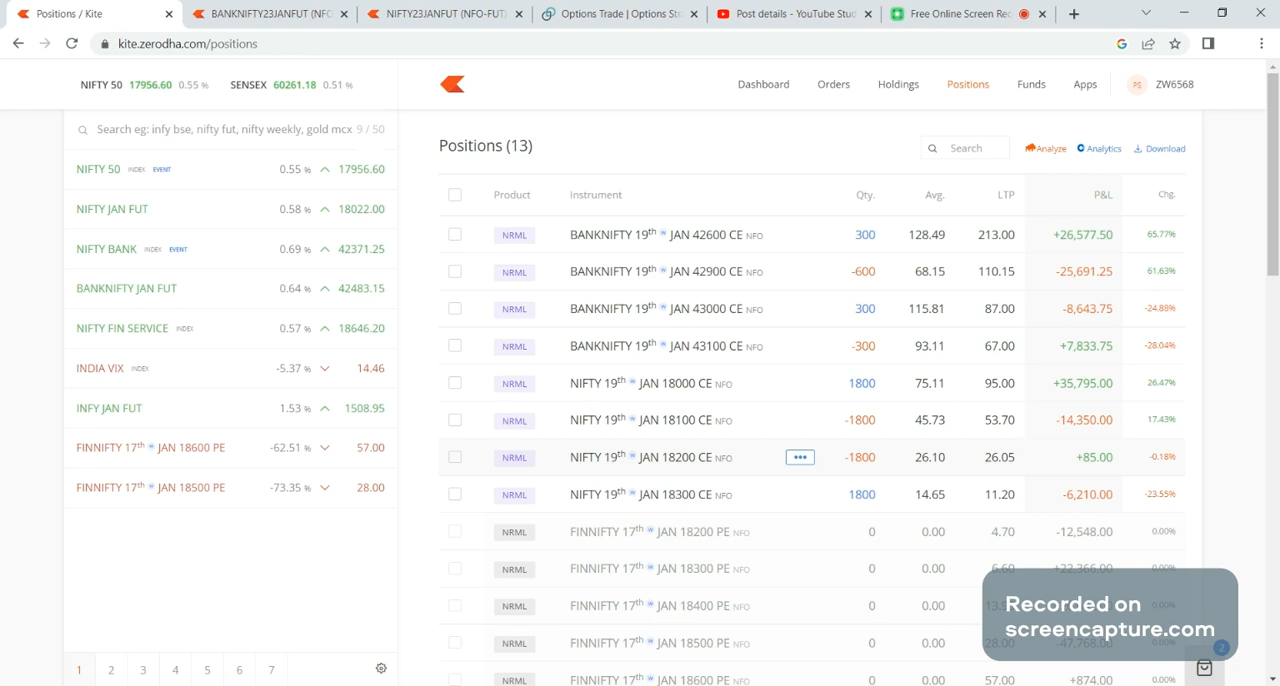 Positions / Kite
BANKNIFTY23JANFUT (NFO
NIFTY23JANFUT (NFO-FUT)
Options Trade | Options Str
Post details - YouTube Stud
Free Online Screen Rec
kite.zerodha.com/positions
NIFTY 50 17956.60 0.55 % SENSEX 60261.18 0.51 %
Dashboard Orders Holdings Positions Funds Apps PS ZW6568
Search eg: infy bse, nifty fut, nifty weekly, gold mcx 9 / 50
NIFTY 50 INDEX EVENT 0.55 % 17956.60
NIFTY JAN FUT 0.58 % 18022.00
NIFTY BANK INDEX EVENT 0.69 % 42371.25
BANKNIFTY JAN FUT 0.64 % 42483.15
NIFTY FIN SERVICE INDEX 0.57 % 18646.20
INDIA VIX INDEX -5.37 % 14.46
INFY JAN FUT 1.53 % 1508.95
FINNIFTY 17th w JAN 18600 PE -62.51 % 57.00
FINNIFTY 17th w JAN 18500 PE -73.35 % 28.00
1 2 3 4 5 6 7
Positions (13)
Search Analyze Analytics Download
Product Instrument Qty. Avg. LTP P&L Chg.
NRML BANKNIFTY 19th w JAN 42600 CE NFO 300 128.49 213.00 +26,577.50 65.77%
NRML BANKNIFTY 19th w JAN 42900 CE NFO -600 68.15 110.15 -25,691.25 61.63%
NRML BANKNIFTY 19th w JAN 43000 CE NFO 300 115.81 87.00 -8,643.75 -24.88%
NRML BANKNIFTY 19th w JAN 43100 CE NFO -300 93.11 67.00 +7,833.75 -28.04%
NRML NIFTY 19th w JAN 18000 CE NFO 1800 75.11 95.00 +35,795.00 26.47%
NRML NIFTY 19th w JAN 18100 CE NFO -1800 45.73 53.70 -14,350.00 17.43%
NRML NIFTY 19th w JAN 18200 CE NFO ••• -1800 26.10 26.05 +85.00 -0.18%
NRML NIFTY 19th w JAN 18300 CE NFO 1800 14.65 11.20 -6,210.00 -23.55%
NRML FINNIFTY 17th w JAN 18200 PE NFO 0 0.00 4.70 -12,548.00 0.00%
NRML FINNIFTY 17th w JAN 18300 PE NFO 0 0.00 6.60 +22,366.00 0.00%
NRML FINNIFTY 17th w JAN 18400 PE NFO 0 0.00
NRML FINNIFTY 17th w JAN 18500 PE NFO 0 0.00 28.00 -47,768.00 0.00%
NRML FINNIFTY 17th w JAN 18600 PE NFO 0 0.00 57.00 +874.00 0.00%
Recorded on
screencapture.com
2